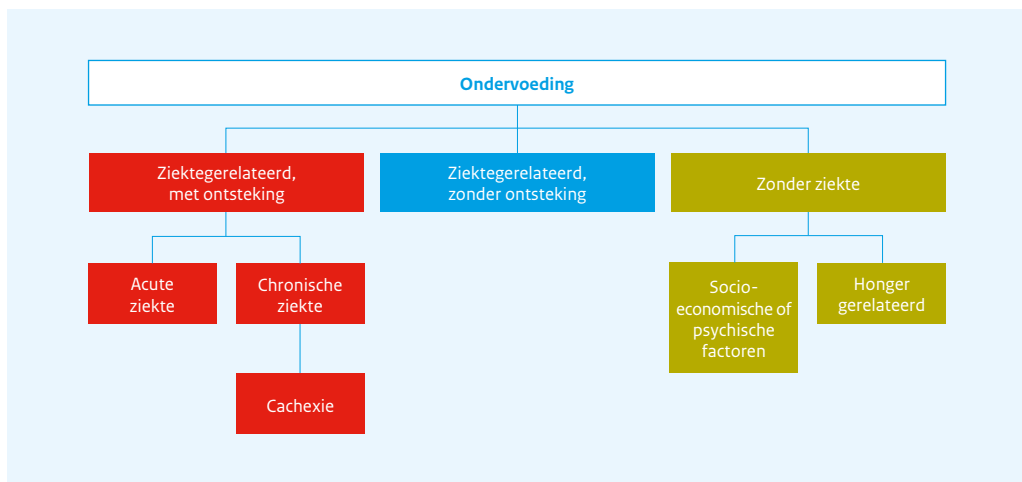 Ondervoeding
Ziektegerelateerd,
met ontsteking
Ziektegerelateerd,
zonder ontsteking
Zonder ziekte
Acute
ziekte
Chronische
ziekte
Socio-
economische of
psychische
factoren
Honger
gerelateerd
Cachexie